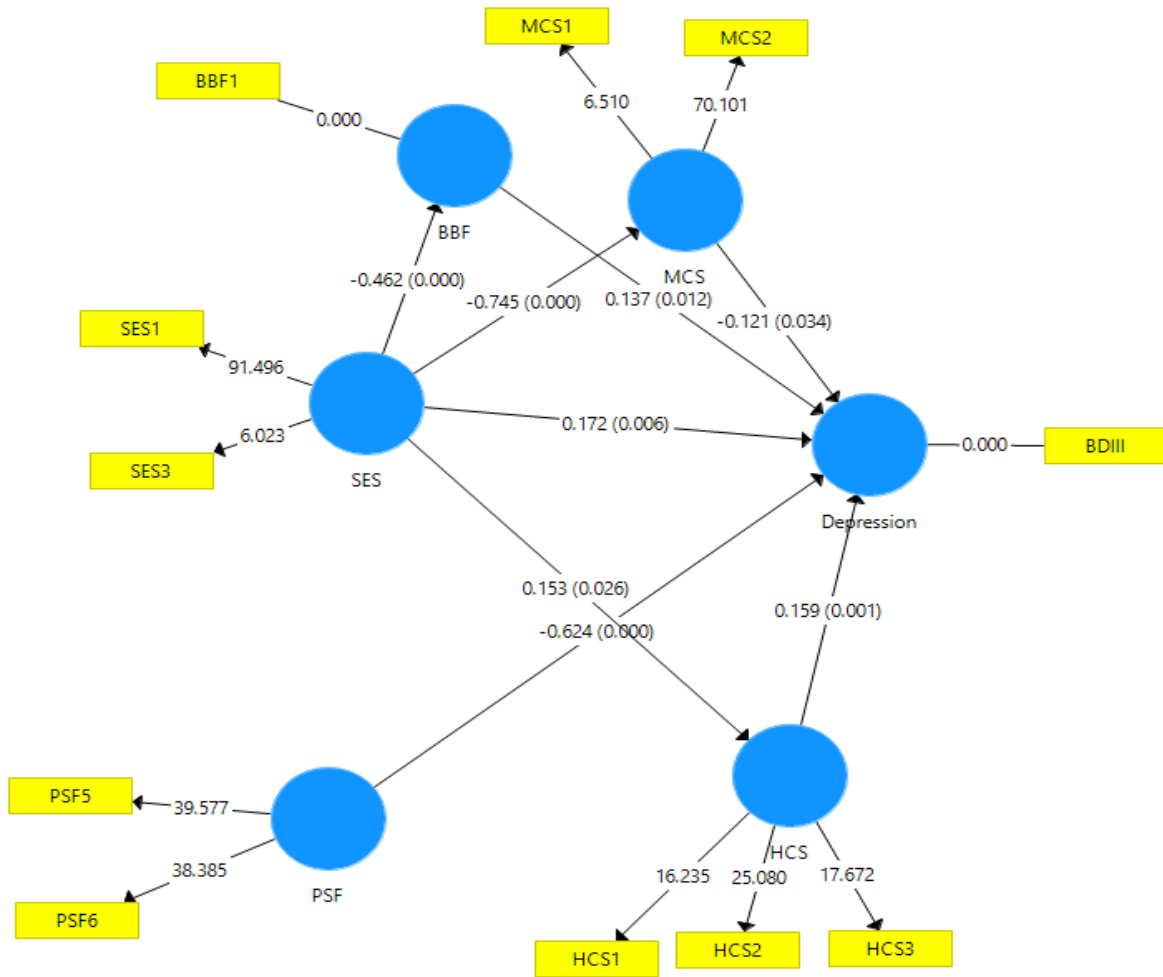 MCS1
MCS2
BBF1
6.510
70.101
0.000
BBF
MCS
-0.462 (0.000)
-0.745 (0.000)
0.137 (0.012)
-0.121 (0.034)
SES1
91.496
6.023
SES3
SES
0.172 (0.006)
0.000
BDIII
Depression
0.153 (0.026)
-0.624 (0.000)
0.159 (0.001)
PSF5
39.577
38.385
PSF6
PSF
HCS
16.235
25.080
17.672
HCS1
HCS2
HCS3